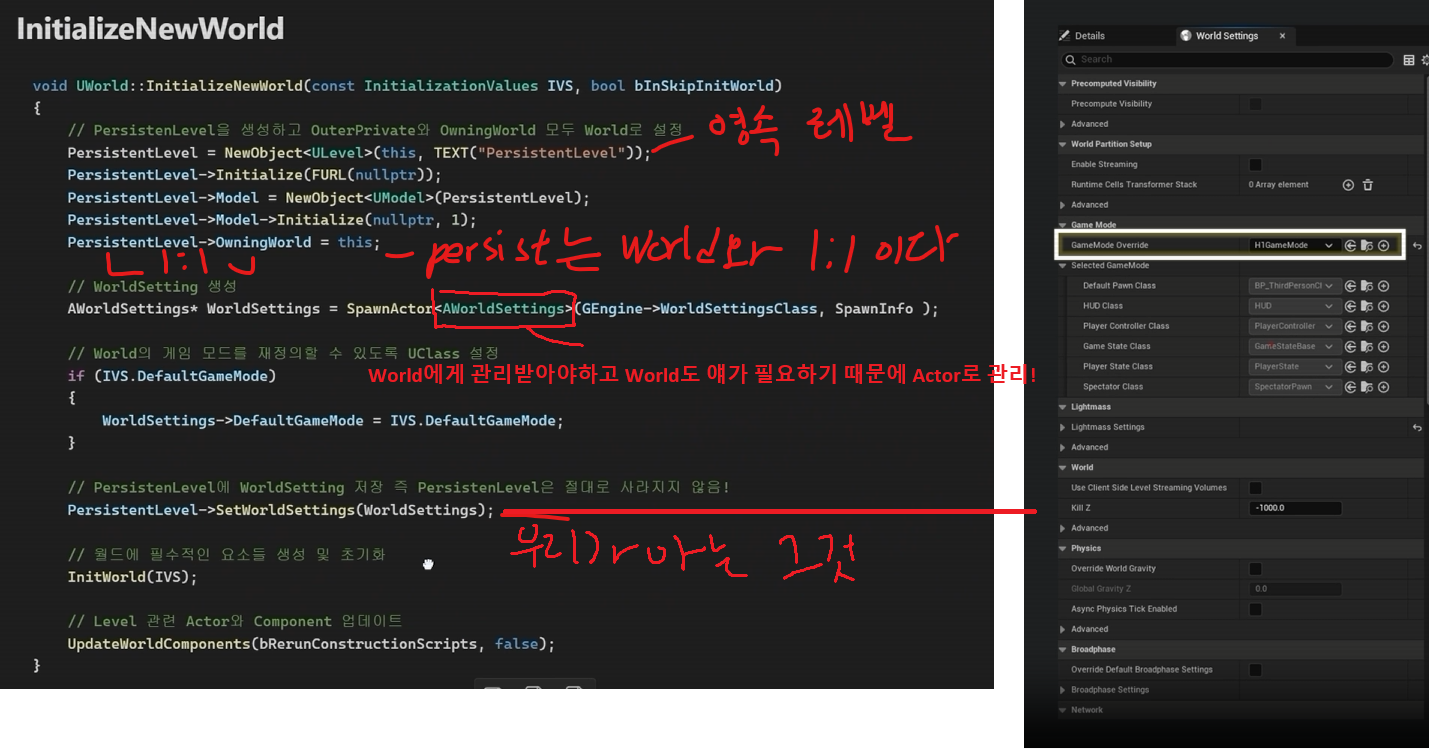 InitializeNewWorld
void UWorld::InitializeNewWorld(const InitializationValues IVS, bool bInSkipInitWorld)
{
// PersistenLevel을 생성하고 OuterPrivate와 OwningWorld 모두 World로 설정
영속 레벨
PersistentLevel = NewObject<ULevel>(this, TEXT("PersistentLevel"));
PersistentLevel->Initialize(FURL(nullptr));
PersistentLevel->Model = NewObject<UModel>(PersistentLevel);
PersistentLevel->Model->Initialize(nullptr, 1);
PersistentLevel->OwningWorld = this;
- persist는 World와 1:1 이다
1:1
// WorldSetting 생성
AWorldSettings* WorldSettings = SpawnActor<AWorldSettings>(GEngine->WorldSettingsClass, SpawnInfo );
// World의 게임 모드를 재정의할 수 있도록 UClass 설정
if (IVS.DefaultGameMode)
World에게 관리받아야하고 World도 얘가 필요하기 때문에 Actor로 관리!
{
WorldSettings->DefaultGameMode = IVS.DefaultGameMode;
}
// PersistenLevel에 WorldSetting 저장 즉 PersistenLevel은 절대로 사라지지 않음!
PersistentLevel->SetWorldSettings(WorldSettings);
우리가 아는 그것
// 월드에 필수적인 요소들 생성 및 초기화
InitWorld(IVS);
// Level 관련 Actor와 Component 업데이트
UpdateWorldComponents(bRerunConstructionScripts, false);
}
Details
World Settings
Search
Precomputed Visibility
Precompute Visibility
Advanced
World Partition Setup
Enable Streaming
Runtime Cells Transformer Stack 0 Array element
Advanced
Game Mode
GameMode Override H1GameMode
Selected GameMode
Default Pawn Class BP_ThirdPersonCl
HUD Class HUD
Player Controller Class PlayerController
Game State Class GameStateBase
Player State Class PlayerState
Spectator Class SpectatorPawn
Lightmass
Lightmass Settings
Advanced
World
Use Client Side Level Streaming Volumes
Kill Z -1000.0
Advanced
Physics
Override World Gravity
Global Gravity Z 0.0
Async Physics Tick Enabled
Advanced
Broadphase
Override Default Broadphase Settings
Broadphase Settings
Network